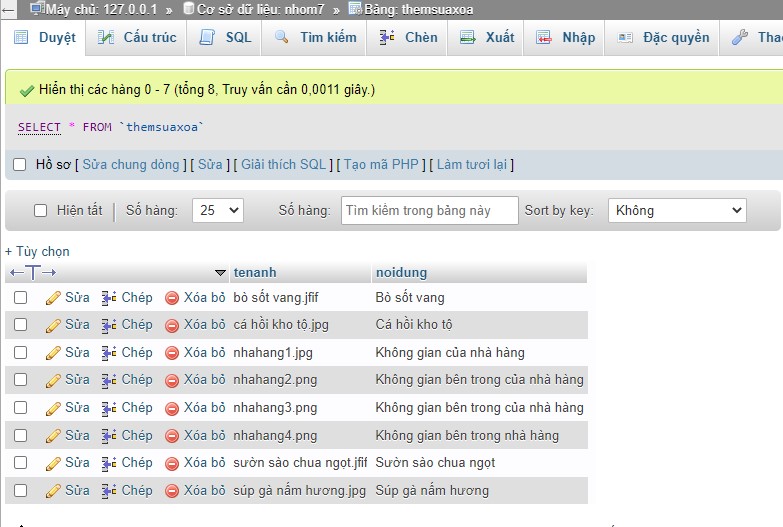 Máy chủ: 127.0.0.1 » Cơ sở dữ liệu: nhom7 » Bảng: themsuaxoa
Duyệt Cấu trúc SQL Tìm kiếm Chèn Xuất Nhập Đặc quyền Thao
Hiển thị các hàng 0 - 7 (tổng 8, Truy vấn cần 0,0011 giây.)
SELECT * FROM `themsuaxoa`
Hồ sơ [ Sửa chung dòng ] [ Sửa ] [ Giải thích SQL ] [ Tạo mã PHP ] [ Làm tươi lại ]
Hiện tất Số hàng: 25 Số hàng: Tìm kiếm trong bảng này Sort by key: Không
+ Tùy chọn
←T→ tenanh noidung
Sửa Chép Xóa bỏ bò sốt vang.jfif Bò sốt vang
Sửa Chép Xóa bỏ cá hồi kho tộ.jpg Cá hồi kho tộ
Sửa Chép Xóa bỏ nhahang1.jpg Không gian của nhà hàng
Sửa Chép Xóa bỏ nhahang2.png Không gian bên trong của nhà hàng
Sửa Chép Xóa bỏ nhahang3.png Không gian bên trong của nhà hàng
Sửa Chép Xóa bỏ nhahang4.png Không gian bên trong nhà hàng
Sửa Chép Xóa bỏ sườn sào chua ngọt.jfif Sườn sào chua ngọt
Sửa Chép Xóa bỏ súp gà nấm hương.jpg Súp gà nấm hương